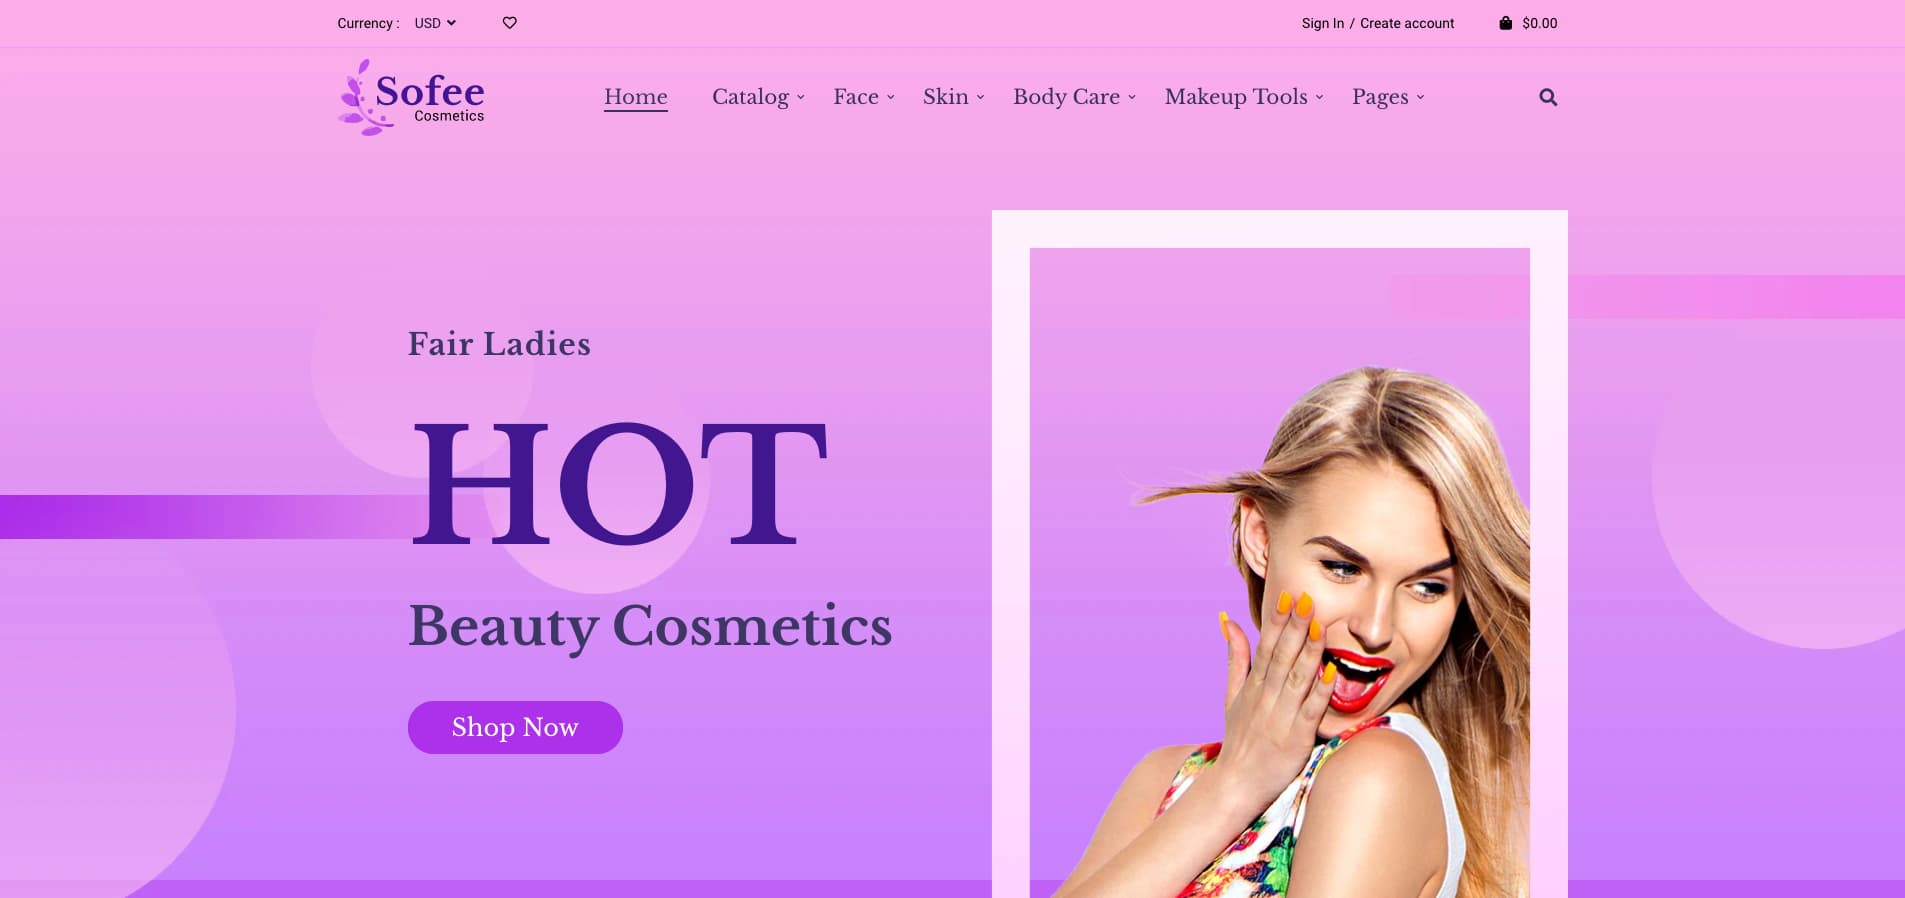 Currency : USD
Sign In / Create account
$0.00
Sofee
Cosmetics
Home Catalog Face Skin Body Care Makeup Tools Pages
Fair Ladies
HOT
Beauty Cosmetics
Shop Now